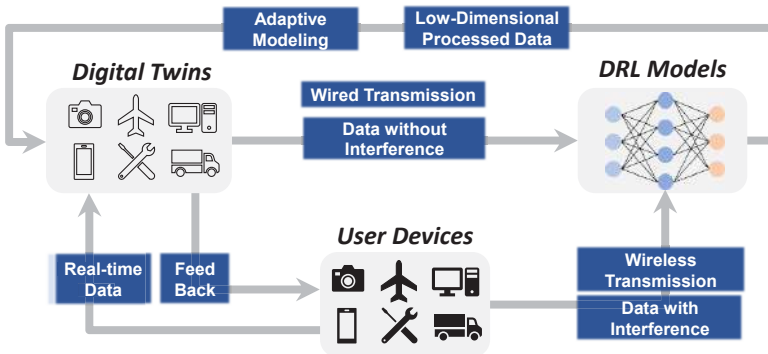 Adaptive
Modeling
Low-Dimensional
Processed Data
Digital Twins
DRL Models
Wired Transmission
Data without
Interference
User Devices
Real-time
Data
Feed
Back
Wireless
Transmission
Data with
Interference